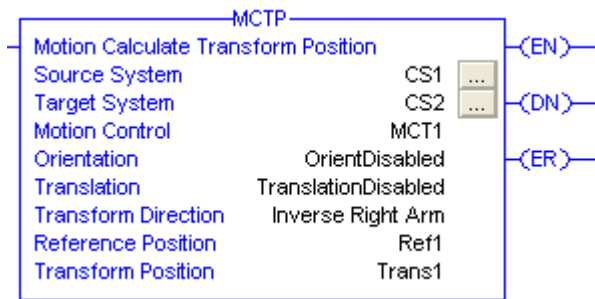 MCTP
Motion Calculate Transform Position (EN)
Source System CS1 ...
Target System CS2 ... (DN)
Motion Control MCT1
Orientation OrientDisabled (ER)
Translation TranslationDisabled
Transform Direction Inverse Right Arm
Reference Position Ref1
Transform Position Trans1